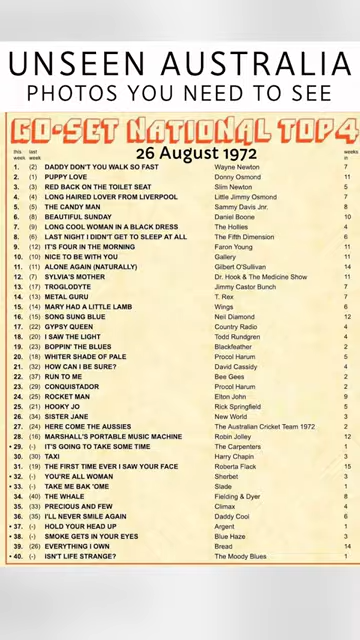 UNSEEN AUSTRALIA
PHOTOS YOU NEED TO SEE
GO-SET NATIONAL TOP 4
26 August 1972
this week last week weeks in
1. (2) DADDY DON'T YOU WALK SO FAST Wayne Newton 7
2. (1) PUPPY LOVE Donny Osmond 11
3. (3) RED BACK ON THE TOILET SEAT Slim Newton 5
4. (4) LONG HAIRED LOVER FROM LIVERPOOL Little Jimmy Osmond 7
5. (5) THE CANDY MAN Sammy Davis Jnr. 8
6. (8) BEAUTIFUL SUNDAY Daniel Boone 10
7. (9) LONG COOL WOMAN IN A BLACK DRESS The Hollies 4
8. (6) LAST NIGHT I DIDN'T GET TO SLEEP AT ALL The Fifth Dimension 6
9. (12) IT'S FOUR IN THE MORNING Faron Young 11
10. (10) NICE TO BE WITH YOU Gallery 11
11. (11) ALONE AGAIN (NATURALLY) Gilbert O'Sullivan 14
12. (7) SYLVIA'S MOTHER Dr. Hook & The Medicine Show 11
13. (17) TROGLODYTE Jimmy Castor Bunch 7
14. (13) METAL GURU T. Rex 7
15. (14) MARY HAD A LITTLE LAMB Wings 6
16. (15) SONG SUNG BLUE Neil Diamond 12
17. (22) GYPSY QUEEN Country Radio 4
18. (20) I SAW THE LIGHT Todd Rundgren 4
19. (23) BOPPIN' THE BLUES Blackfeather 2
20. (18) WHITER SHADE OF PALE Procol Harum 5
21. (32) HOW CAN I BE SURE? David Cassidy 4
22. (37) RUN TO ME Bee Gees 2
23. (29) CONQUISTADOR Procol Harum 2
24. (25) ROCKET MAN Elton John 9
25. (21) HOOKY JO Rick Springfield 5
26. (34) SISTER JANE New World 3
27. (24) HERE COME THE AUSSIES The Australian Cricket Team 1972 2
28. (16) MARSHALL'S PORTABLE MUSIC MACHINE Robin Jolley 12
• 29. (-) IT'S GOING TO TAKE SOME TIME The Carpenters 1
30. (30) TAXI Harry Chapin 3
31. (19) THE FIRST TIME EVER I SAW YOUR FACE Roberta Flack 15
• 32. (-) YOU'RE ALL WOMAN Sherbet 3
• 33. (-) TAKE ME BAK 'OME Slade 1
34. (40) THE WHALE Fielding & Dyer 8
35. (33) PRECIOUS AND FEW Climax 4
36. (35) I'LL NEVER SMILE AGAIN Daddy Cool 6
• 37. (-) HOLD YOUR HEAD UP Argent 1
• 38. (-) SMOKE GETS IN YOUR EYES Blue Haze 3
39. (26) EVERYTHING I OWN Bread 14
• 40. (-) ISN'T LIFE STRANGE? The Moody Blues 1